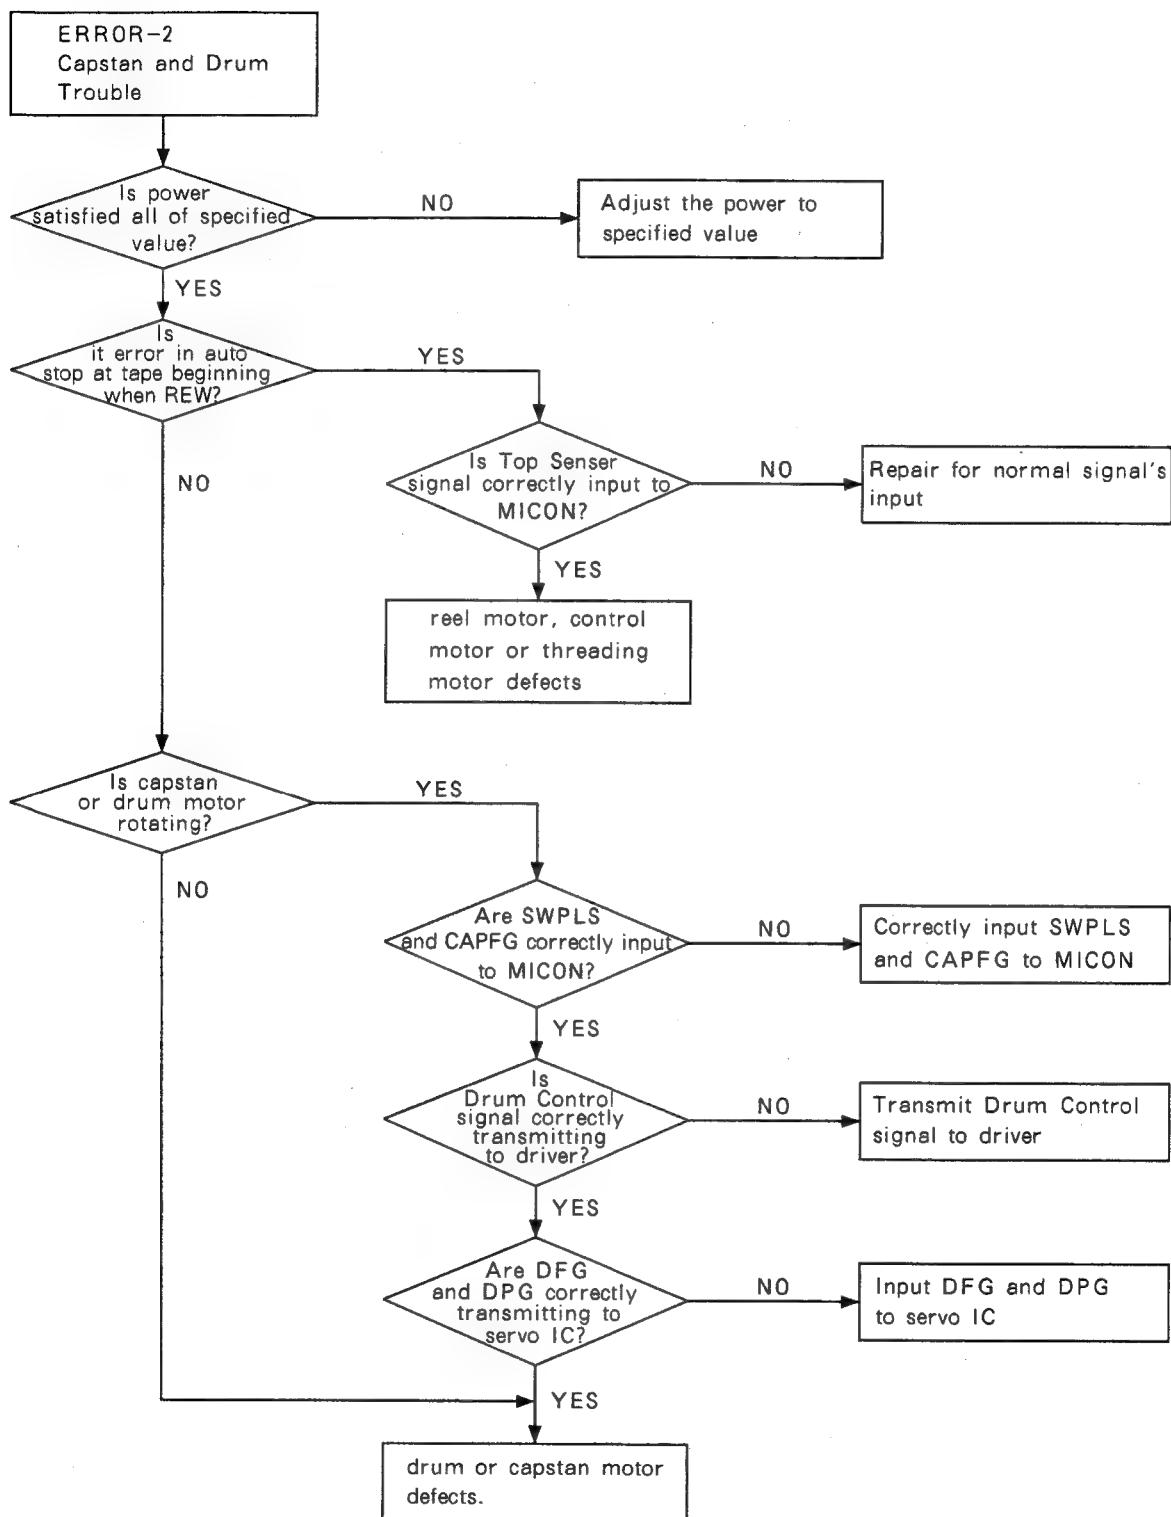 ERROR-2
Capstan and Drum
Trouble
Is power
satisfied all of specified
value?
NO
Adjust the power to
specified value
YES
Is
it error in auto
stop at tape beginning
when REW?
YES
NO
Is Top Senser
signal correctly input to
MICON?
NO
Repair for normal signal's
input
YES
reel motor, control
motor or threading
motor defects
Is capstan
or drum motor
rotating?
YES
NO
Are SWPLS
and CAPFG correctly input
to MICON?
NO
Correctly input SWPLS
and CAPFG to MICON
YES
Is
Drum Control
signal correctly
transmitting
to driver?
NO
Transmit Drum Control
signal to driver
YES
Are DFG
and DPG correctly
transmitting to
servo IC?
NO
Input DFG and DPG
to servo IC
YES
drum or capstan motor
defects.